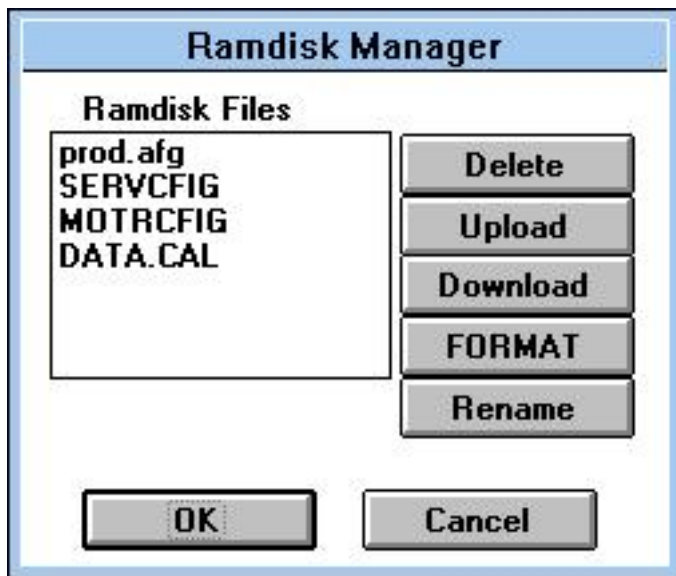 Ramdisk Manager
Ramdisk Files
prod.afg
SERVCFIG
MOTRCFIG
DATA.CAL
Delete
Upload
Download
FORMAT
Rename
OK
Cancel